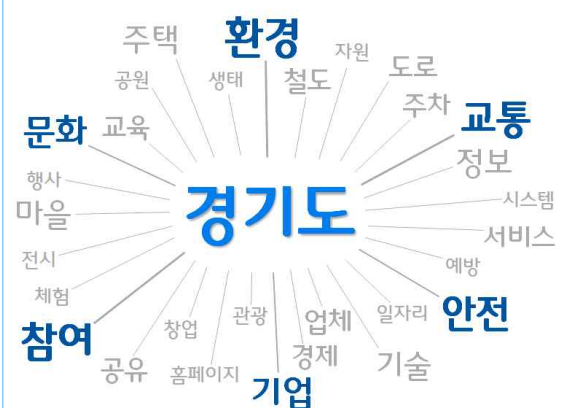 주택
환경
자원
공원
생태
철도
도로
주차
문화
교육
교통
정보
행사
마을
경기도
시스템
서비스
전시
예방
체험
참여
창업
관광
업체
일자리
안전
공유
홈페이지
경제
기술
기업